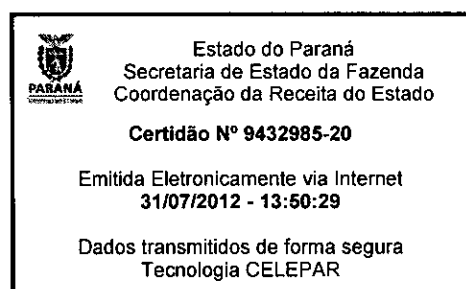 Estado do Paraná
Secretaria de Estado da Fazenda
PARANÁ
Coordenação da Receita do Estado
Certidão Nº 9432985-20
Emitida Eletronicamente via Internet
31/07/2012 - 13:50:29
Dados transmitidos de forma segura
Tecnologia CELEPAR